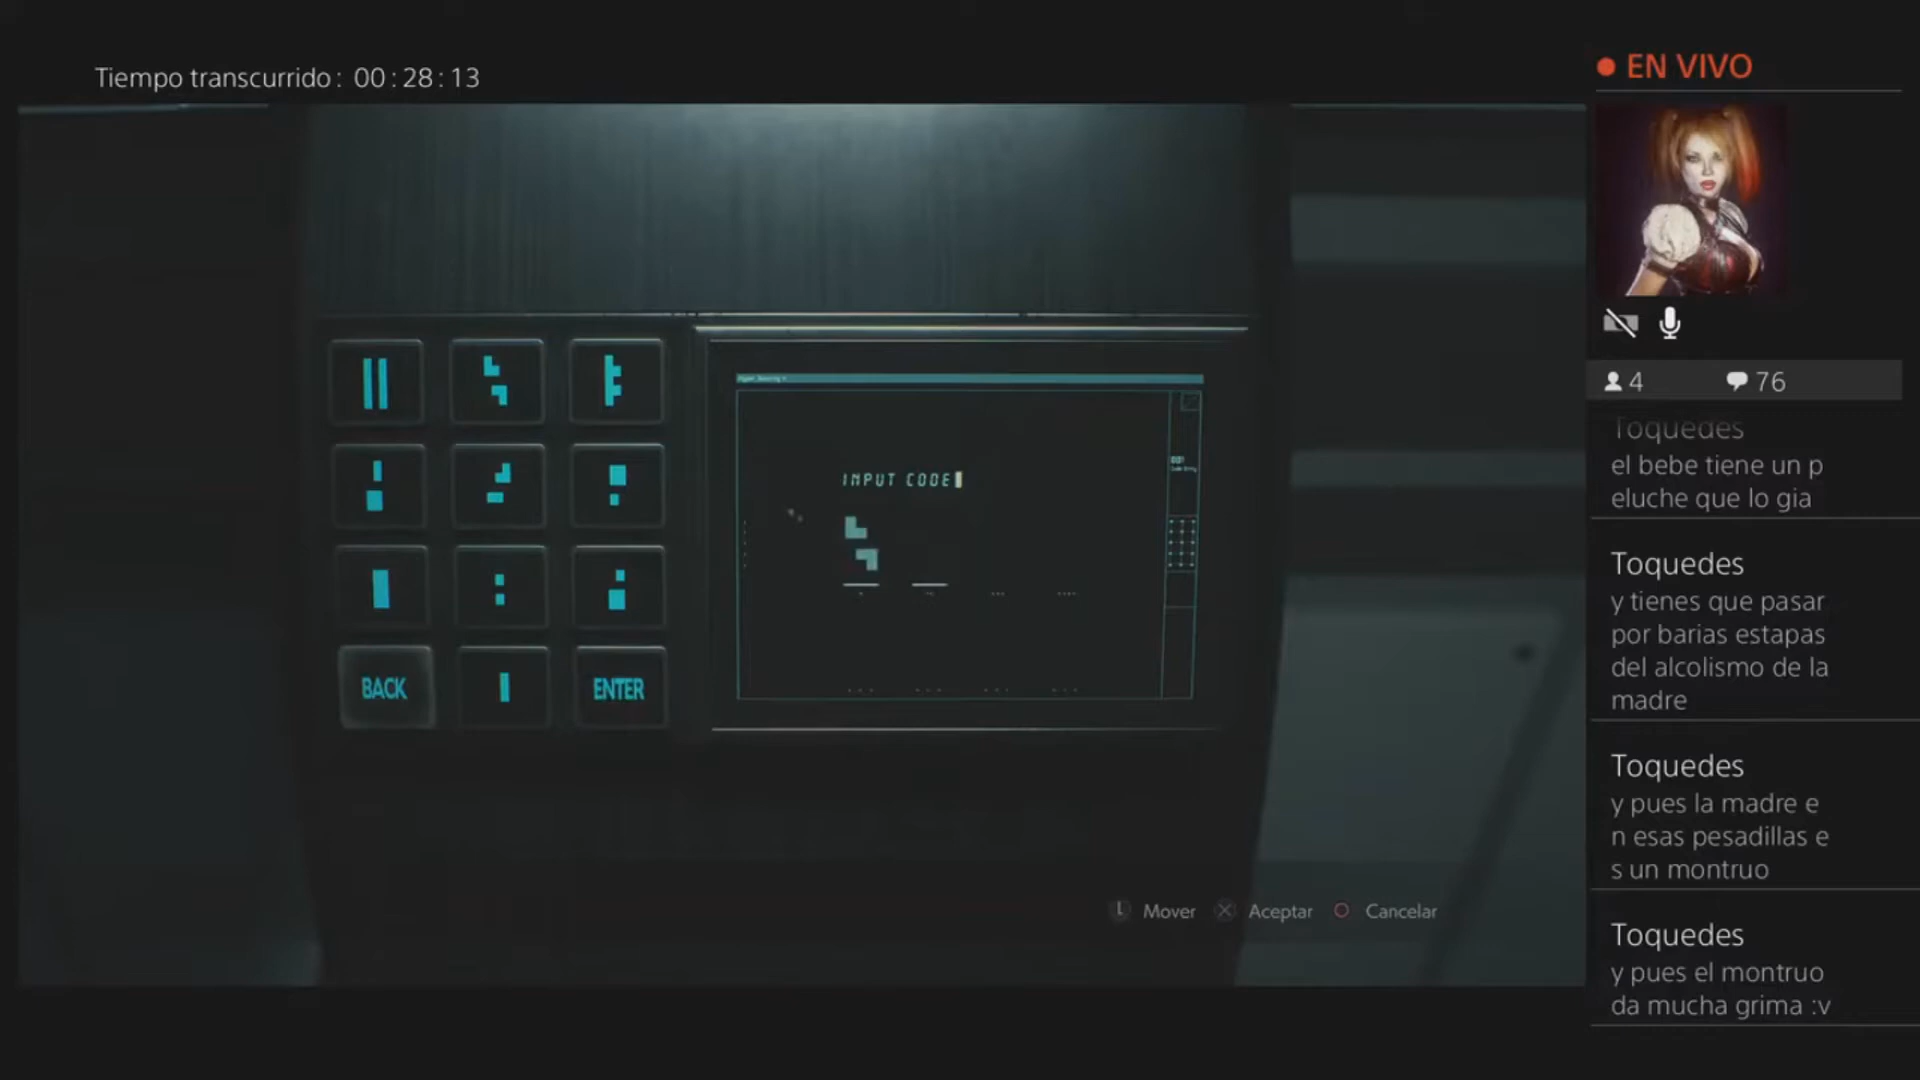 Tiempo transcurrido: 00:28:13
EN VIVO
4
76
Toquedes
el bebe tiene un p
eluche que lo gia
Toquedes
y tienes que pasar
por barias estapas
del alcolismo de la
madre
Toquedes
y pues la madre e
n esas pesadillas e
s un montruo
Toquedes
y pues el montruo
da mucha grima :v
INPUT CODE
BACK
ENTER
L Mover Aceptar Cancelar